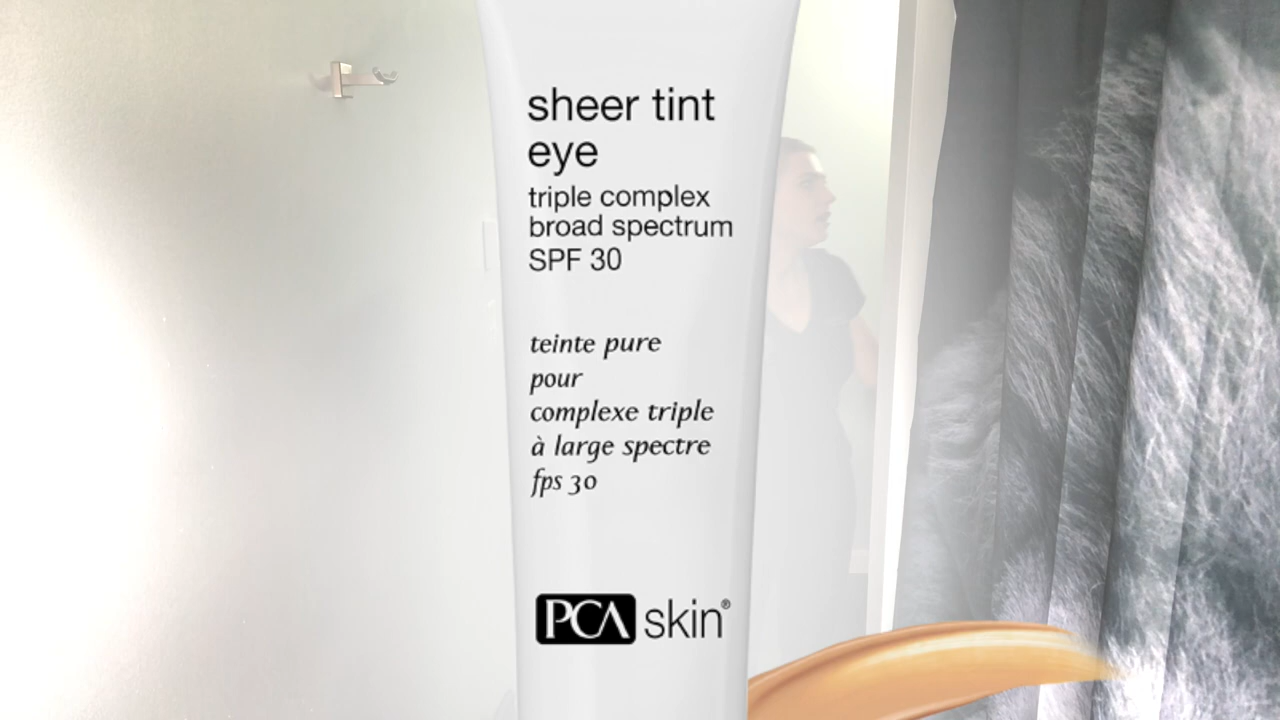 sheer tint
eye
triple complex
broad spectrum
SPF 30
teinte pure
pour
complexe triple
à large spectre
fps 30
PCA skin®